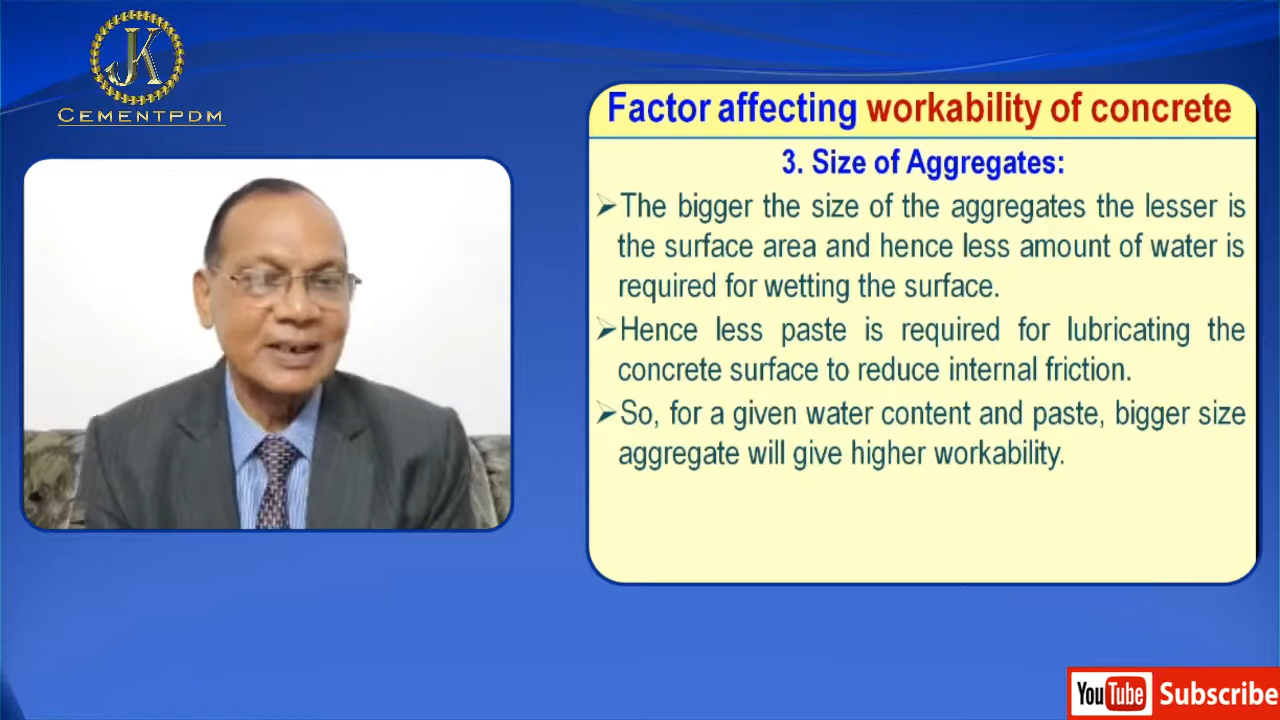 JK
CEMENTPDM
Factor affecting workability of concrete
3. Size of Aggregates:
➢The bigger the size of the aggregates the lesser is
the surface area and hence less amount of water is
required for wetting the surface.
➢Hence less paste is required for lubricating the
concrete surface to reduce internal friction.
➢So, for a given water content and paste, bigger size
aggregate will give higher workability.
YouTube Subscribe